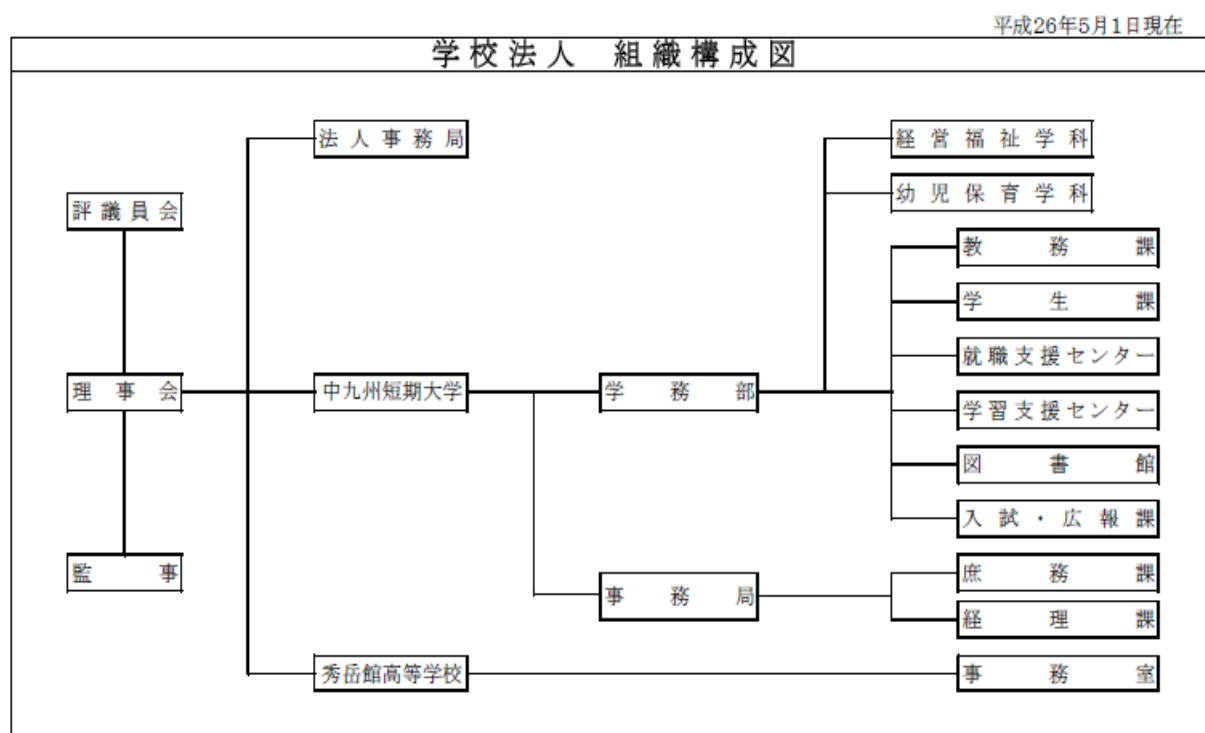 平成26年5月1日現在
学校法人 組織構成図
法人事務局
経営福祉学科
幼児保育学科
評議員会
教務課
学生課
就職支援センター
理事会
中九州短期大学
学務部
学習支援センター
図書館
入試・広報課
監事
事務局
庶務課
経理課
秀岳館高等学校
事務室